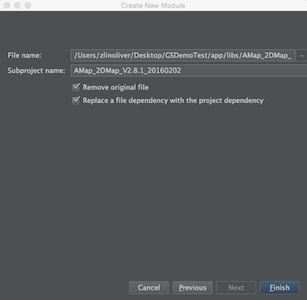 Create New Module
File name: /Users/zlinoliver/Desktop/GSDemoTest/app/libs/AMap_2DMap_ ...
Subproject name: AMap_2DMap_V2.8.1_20160202
Remove original file
Replace a file dependency with the project dependency
Cancel Previous Next Finish